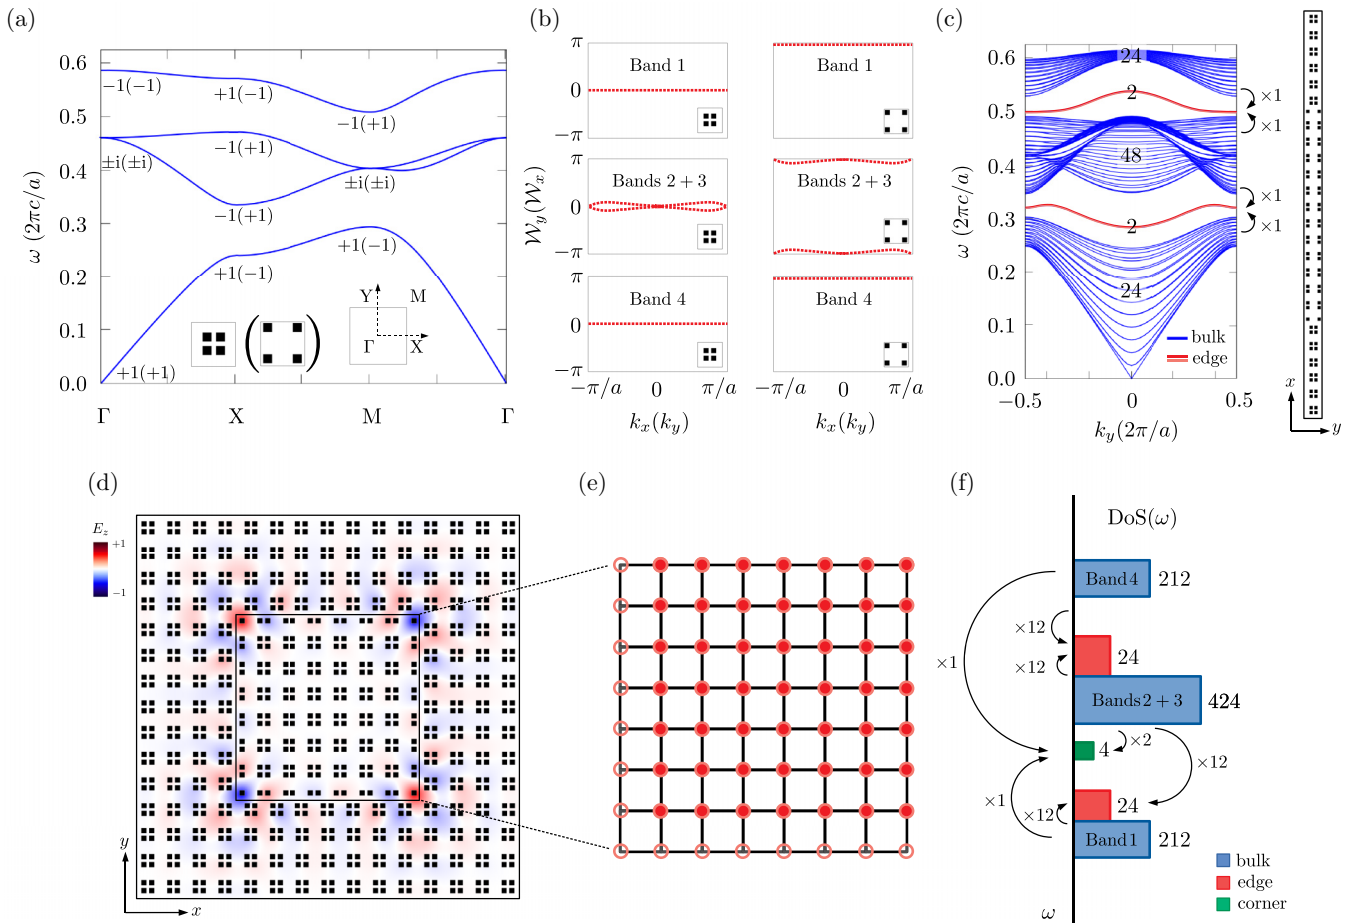 (a)
ω (2πc/a)
0.6
0.5
0.4
0.3
0.2
0.1
0.0
−1(−1)
+1(−1)
−1(+1)
−1(+1)
±i(±i)
±i(±i)
−1(+1)
+1(−1)
+1(−1)
+1(+1)
Y M
Γ X
Γ X M Γ
(b)
𝒲y(𝒲x)
π
0
−π
Band 1
Band 1
π
0
−π
Bands 2 + 3
Bands 2 + 3
π
0
−π
Band 4
Band 4
−π/a 0 π/a
−π/a 0 π/a
kx(ky)
kx(ky)
(c)
ω (2πc/a)
0.6
0.5
0.4
0.3
0.2
0.1
0.0
24
2
48
2
24
×1
×1
×1
×1
bulk
edge
−0.5 0 0.5
ky(2π/a)
x
y
(d)
Ez
+1
−1
y
x
(e)
(f)
DoS(ω)
Band 4 212
×12
×12
24
×1
Bands 2 + 3 424
×2
4
×12
×1
24
×12
Band 1 212
bulk
edge
corner
ω